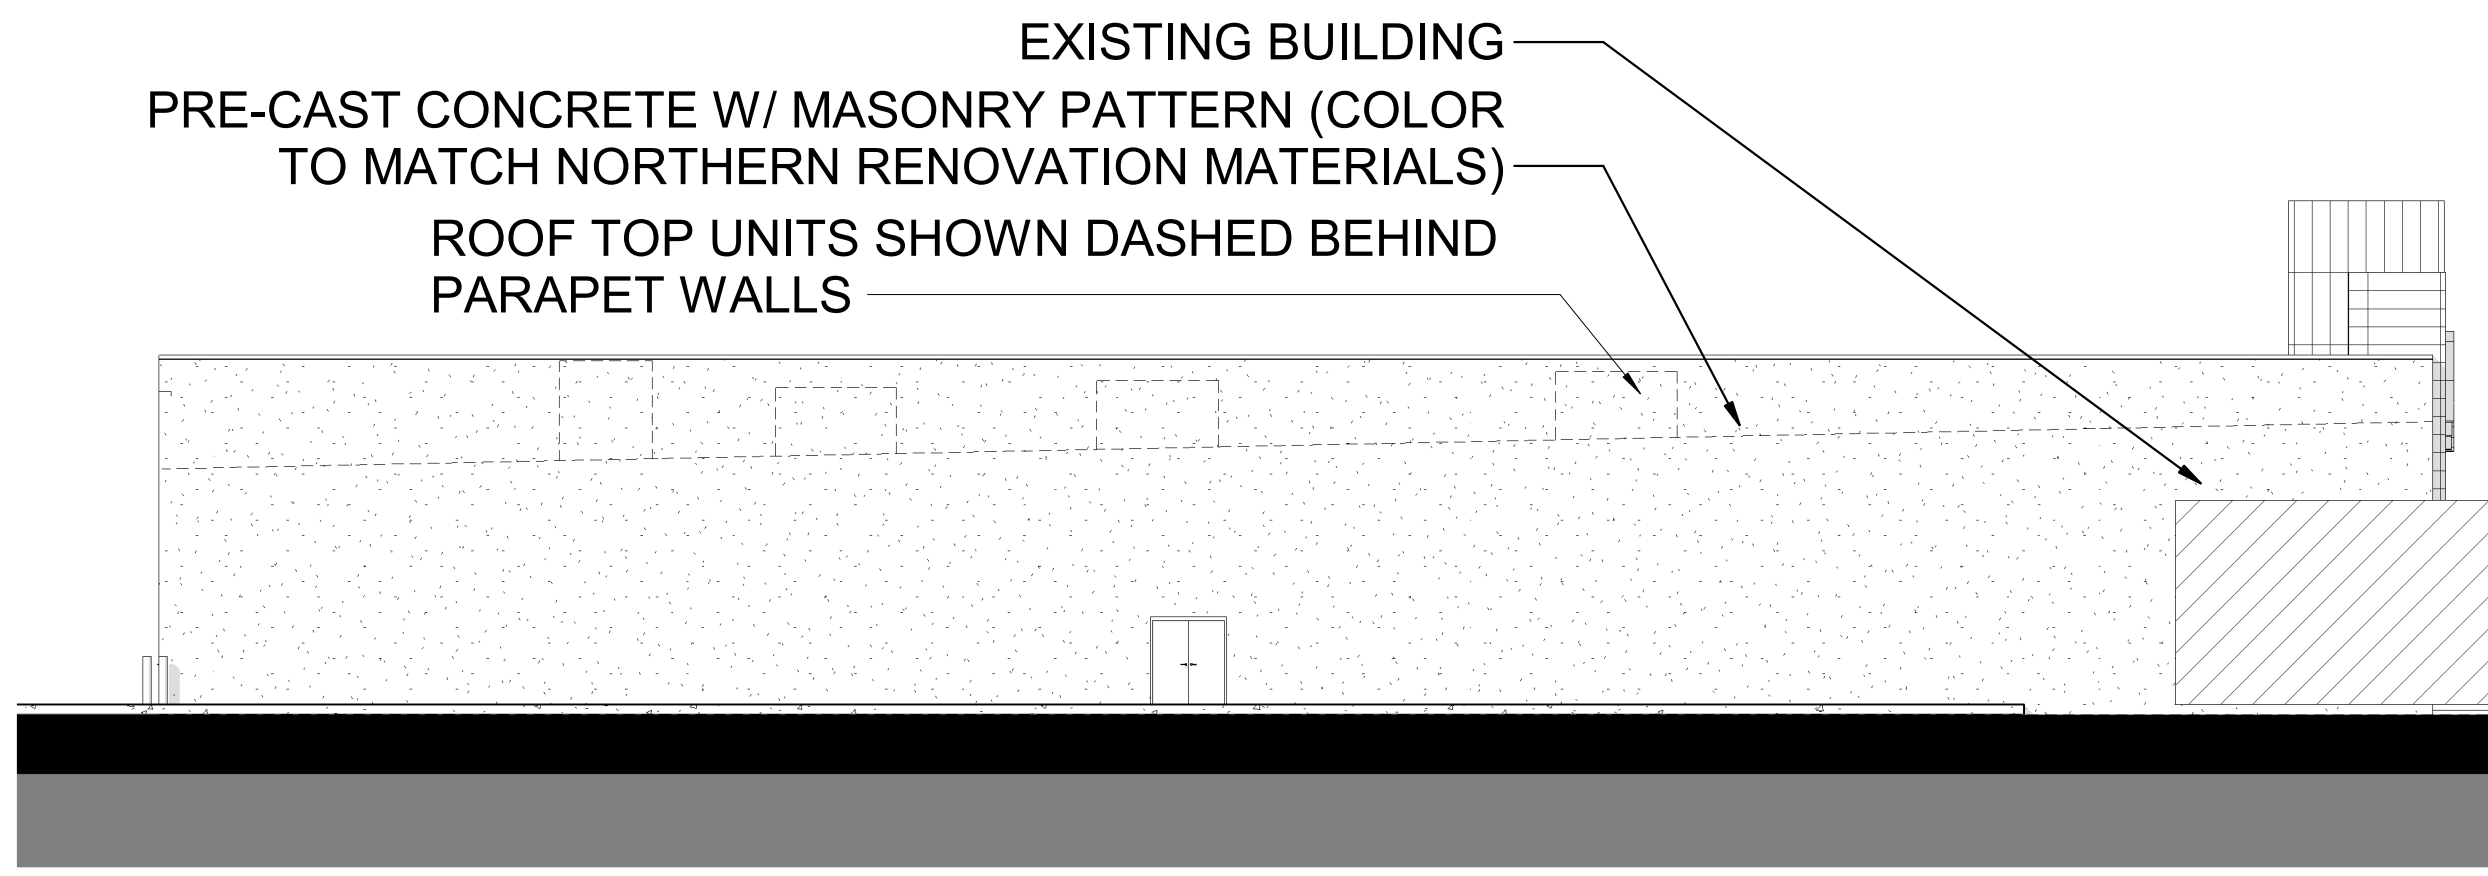 EXISTING BUILDING
PRE-CAST CONCRETE W/ MASONRY PATTERN (COLOR
TO MATCH NORTHERN RENOVATION MATERIALS)
ROOF TOP UNITS SHOWN DASHED BEHIND
PARAPET WALLS